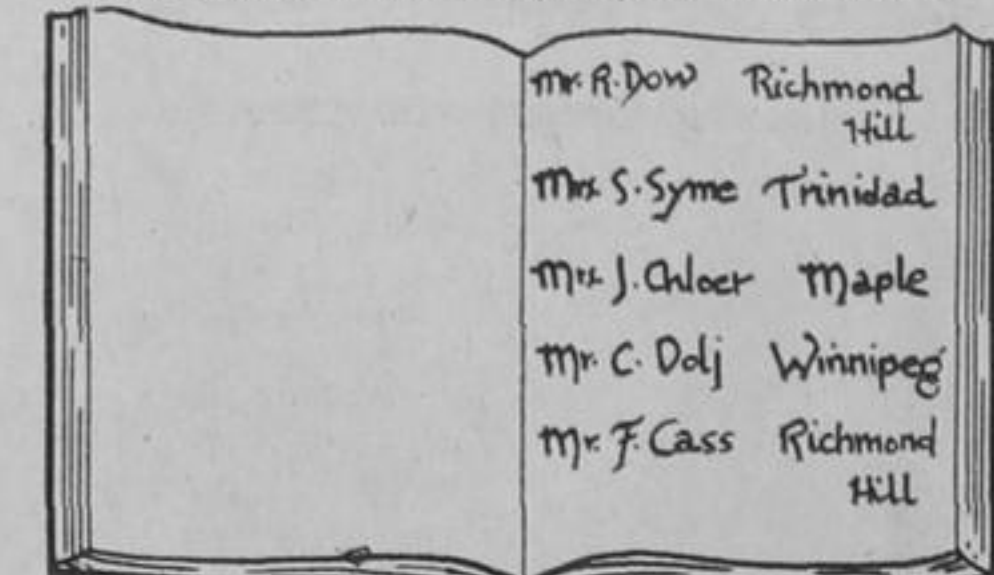 Mr. R. Dow Richmond
Hill
Mrs. S. Syme Trinidad
Mrs. J. Chloer Maple
Mr. C. Dolj Winnipeg
Mr. F. Cass Richmond
Hill